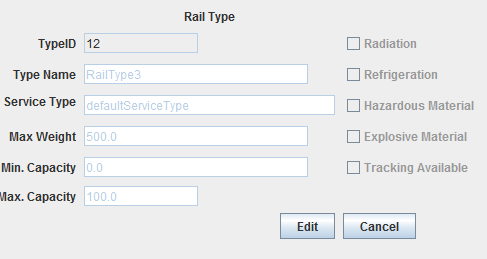 Rail Type
TypeID 12 Radiation
Type Name RailType3 Refrigeration
Service Type defaultServiceType Hazardous Material
Max Weight 500.0 Explosive Material
Min. Capacity 0.0 Tracking Available
Max. Capacity 100.0
Edit Cancel